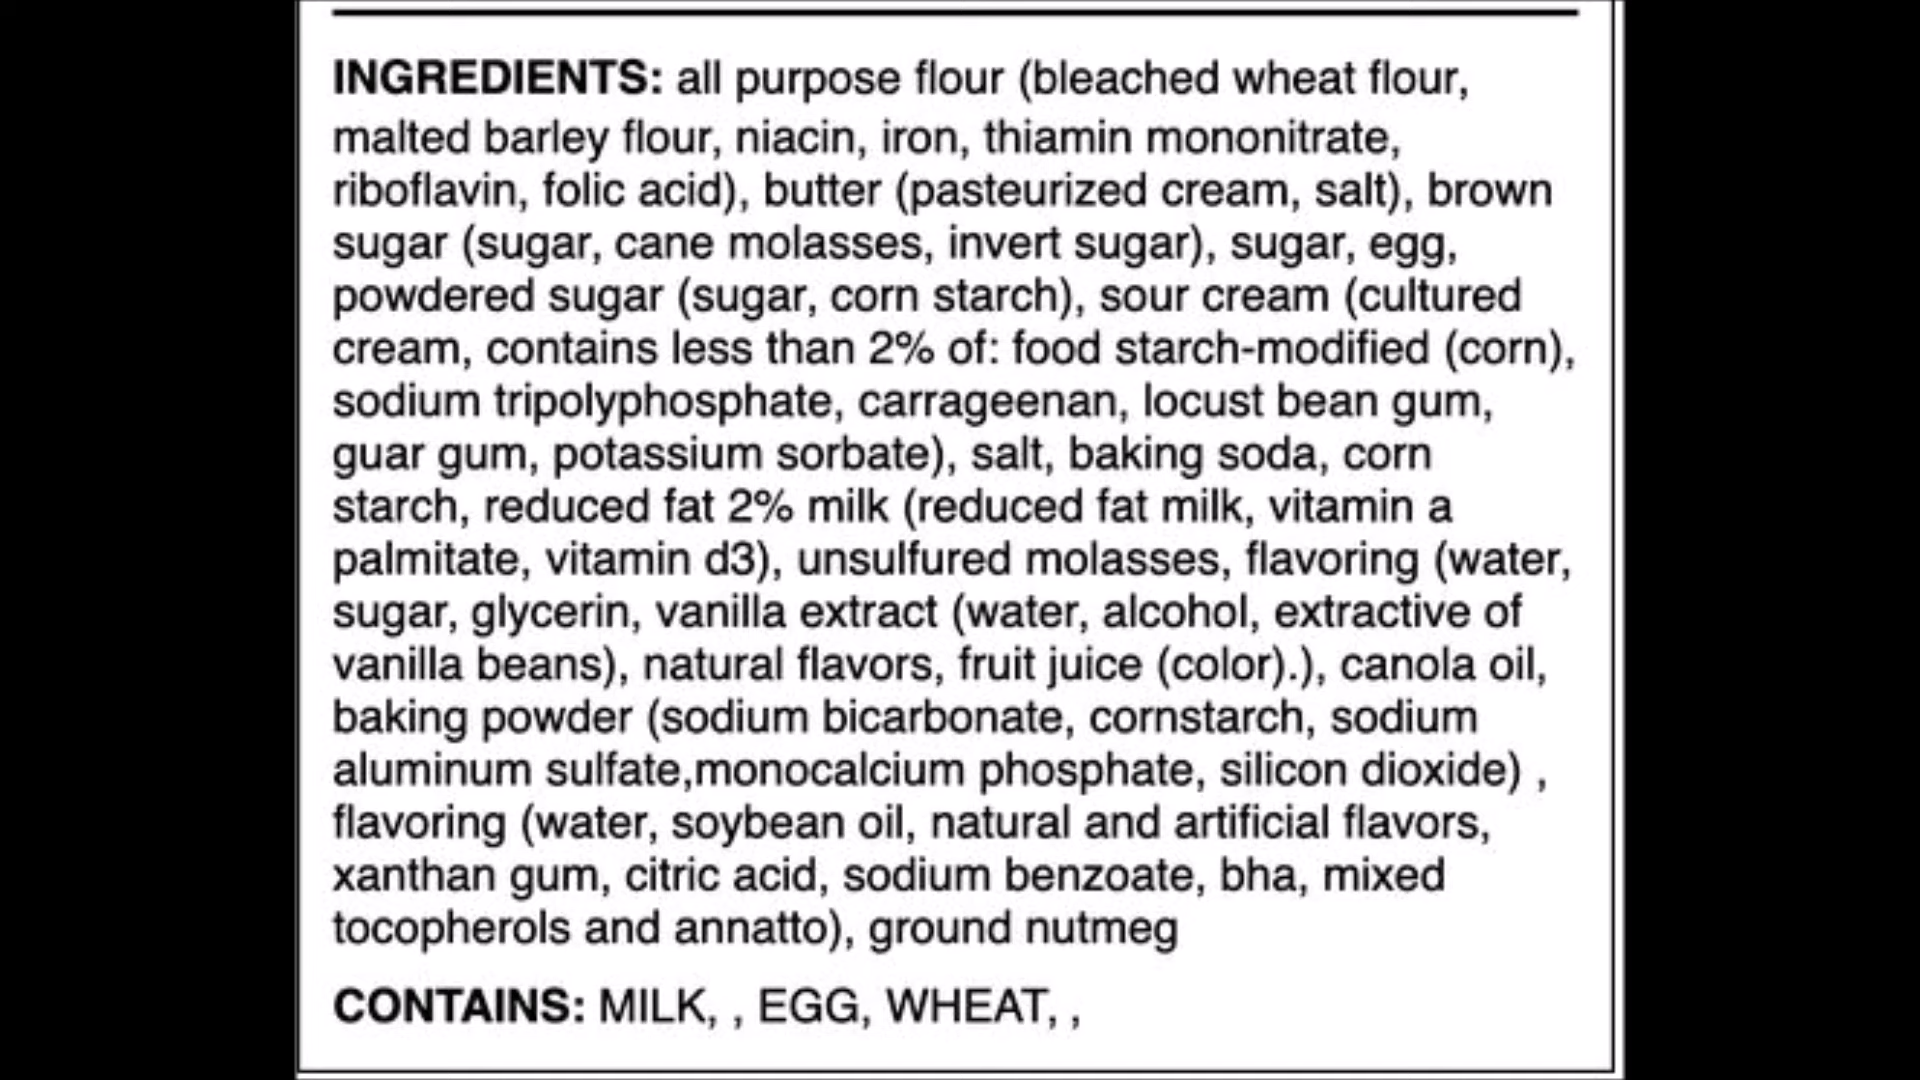 INGREDIENTS: all purpose flour (bleached wheat flour,
malted barley flour, niacin, iron, thiamin mononitrate,
riboflavin, folic acid), butter (pasteurized cream, salt), brown
sugar (sugar, cane molasses, invert sugar), sugar, egg,
powdered sugar (sugar, corn starch), sour cream (cultured
cream, contains less than 2% of: food starch-modified (corn),
sodium tripolyphosphate, carrageenan, locust bean gum,
guar gum, potassium sorbate), salt, baking soda, corn
starch, reduced fat 2% milk (reduced fat milk, vitamin a
palmitate, vitamin d3), unsulfured molasses, flavoring (water,
sugar, glycerin, vanilla extract (water, alcohol, extractive of
vanilla beans), natural flavors, fruit juice (color).), canola oil,
baking powder (sodium bicarbonate, cornstarch, sodium
aluminum sulfate,monocalcium phosphate, silicon dioxide) ,
flavoring (water, soybean oil, natural and artificial flavors,
xanthan gum, citric acid, sodium benzoate, bha, mixed
tocopherols and annatto), ground nutmeg
CONTAINS: MILK, , EGG, WHEAT, ,